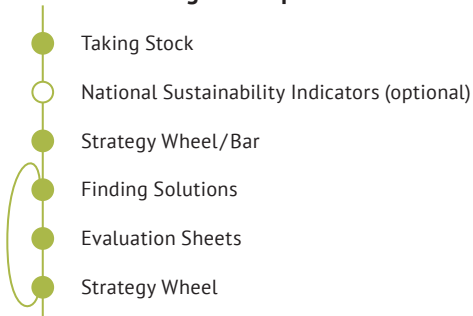 Taking Stock
National Sustainability Indicators (optional)
Strategy Wheel/Bar
Finding Solutions
Evaluation Sheets
Strategy Wheel